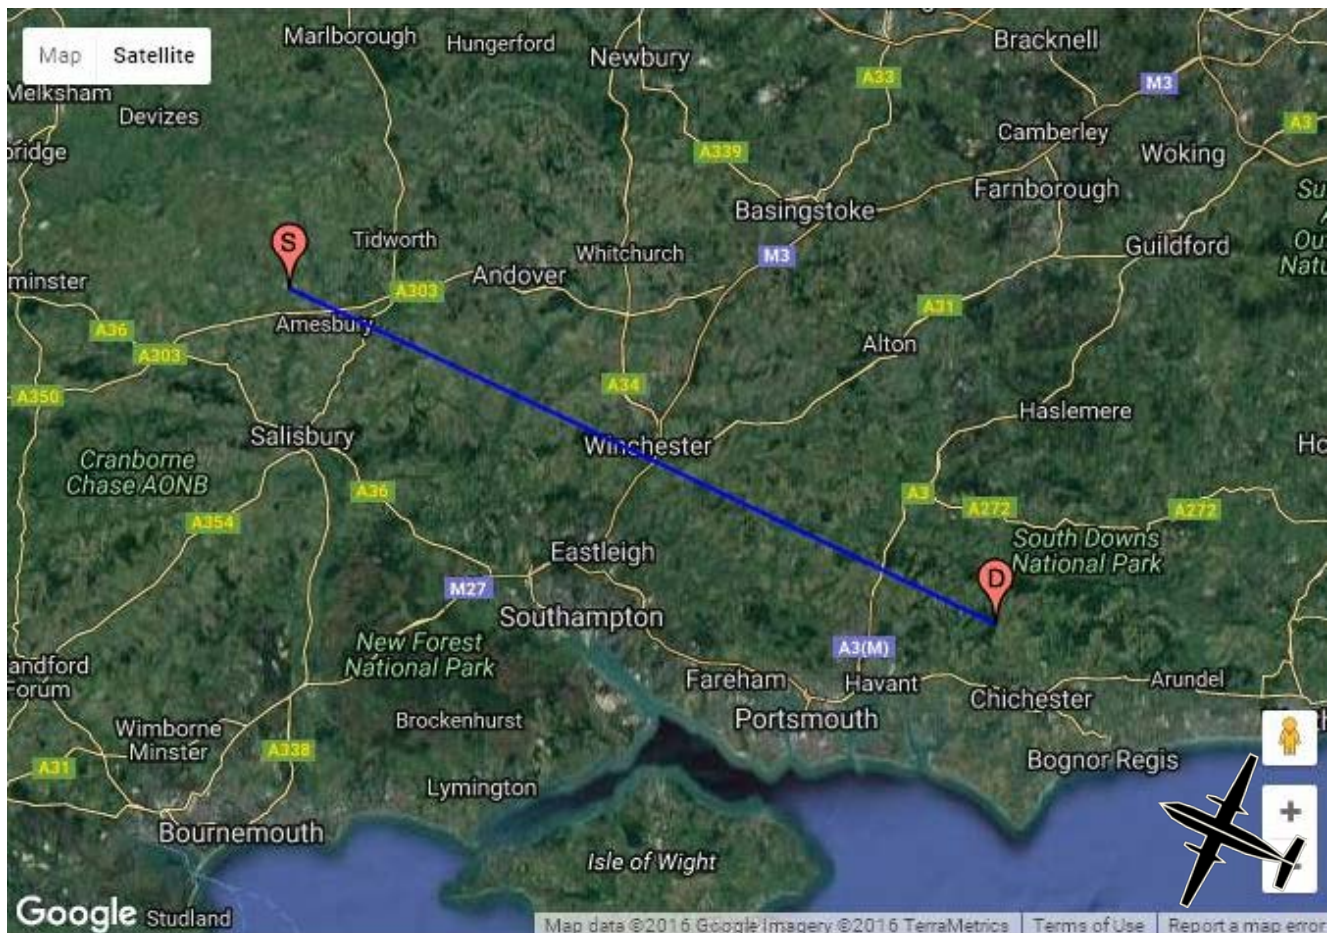 Marlborough
Hungerford
Newbury
Bracknell
Map
Satellite
A33
M3
Melksham
Devizes
Camberley
A3
bridge
A339
Woking
Farnborough
Basingstoke
S
Tidworth
Whitchurch
M3
Guildford
minster
Andover
A303
A31
Amesbury
A36
A303
Alton
A350
A34
Haslemere
Salisbury
Winchester
Cranborne
Chase AONB
A36
A3
A272
A272
A354
South Downs
National Park
Eastleigh
D
M27
Southampton
New Forest
National Park
A3(M)
andford
Forum
Fareham
Havant
Arundel
Chichester
Brockenhurst
Portsmouth
Wimborne
Minster
A338
A31
Bognor Regis
Lymington
Bournemouth
Isle of Wight
Google
Studland
Map data ©2016 Google Imagery ©2016 TerraMetrics
Terms of Use
Report a map error